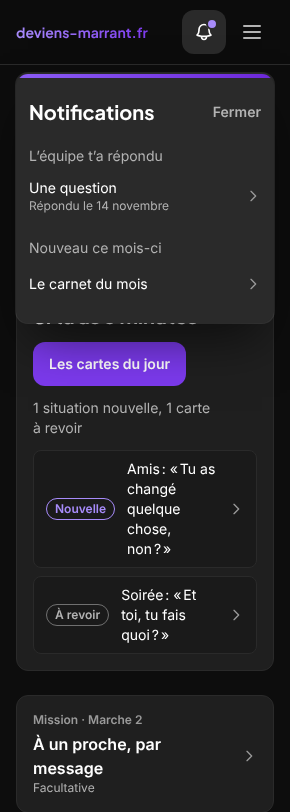 deviens-marrant.fr
Notifications
Fermer
L’équipe t’a répondu
Une question
Répondu le 14 novembre
Nouveau ce mois-ci
Le carnet du mois
Les cartes du jour
1 situation nouvelle, 1 carte
à revoir
Nouvelle
Amis : « Tu as
changé
quelque
chose,
non ? »
À revoir
Soirée : « Et
toi, tu fais
quoi ? »
Mission · Marche 2
À un proche, par
message
Facultative